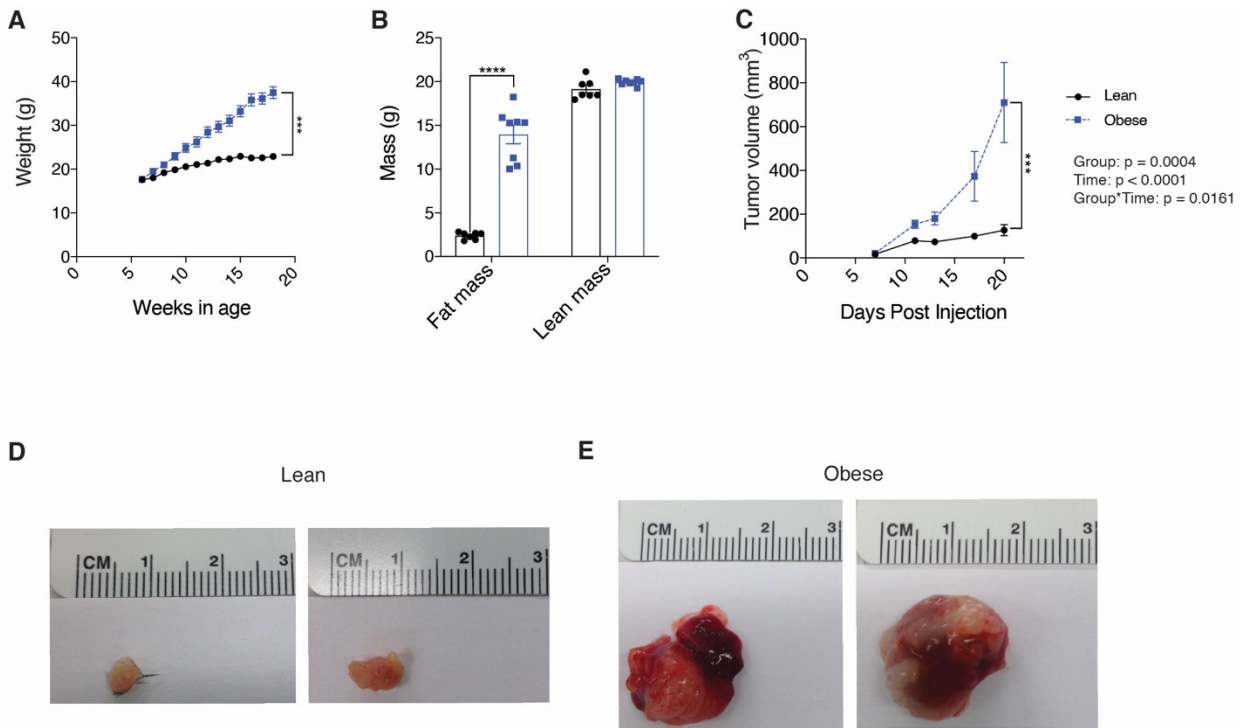 A
50
40
30
20
10
0
Weight (g)
0
5
10
15
20
Weeks in age
***
B
25
20
15
10
5
0
Mass (g)
****
Fat mass
Lean mass
C
1000
800
600
400
200
0
Tumor volume (mm³)
0
5
10
15
20
Days Post Injection
***
Lean
Obese
Group: p = 0.0004
Time: p < 0.0001
Group*Time: p = 0.0161
D
Lean
CM 1 2 3
CM 1 2 3
E
Obese
CM 1 2 3
CM 1 2 3